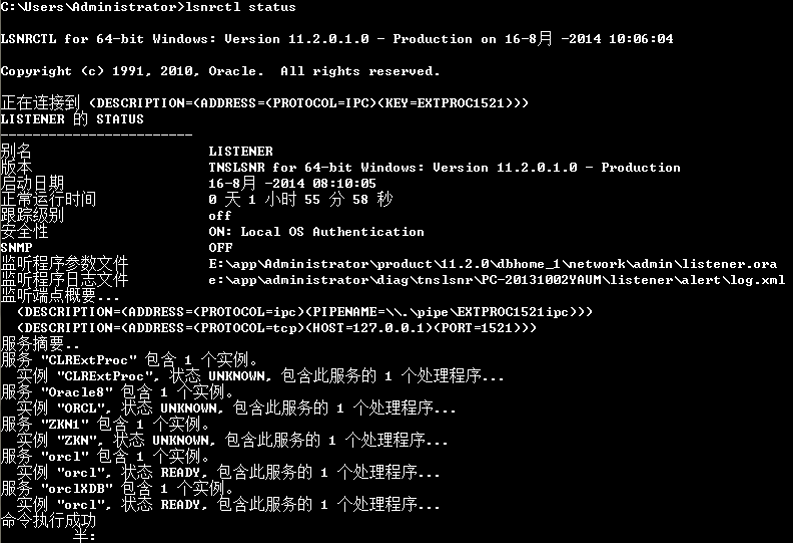 C:\Users\Administrator>lsnrctl status
LSNRCTL for 64-bit Windows: Version 11.2.0.1.0 - Production on 16-8月 -2014 10:06:04
Copyright (c) 1991, 2010, Oracle.  All rights reserved.
正在连接到 (DESCRIPTION=(ADDRESS=(PROTOCOL=IPC)(KEY=EXTPROC1521)))
LISTENER 的 STATUS
------------------------
别名                      LISTENER
版本                      TNSLSNR for 64-bit Windows: Version 11.2.0.1.0 - Production
启动日期                  16-8月 -2014 08:10:05
正常运行时间              0 天 1 小时 55 分 58 秒
跟踪级别                  off
安全性                    ON: Local OS Authentication
SNMP                      OFF
监听程序参数文件          E:\app\Administrator\product\11.2.0\dbhome_1\network\admin\listener.ora
监听程序日志文件          e:\app\Administrator\diag\tnslsnr\PC-20131002YAUM\listener\alert\log.xml
监听端点概要...
  (DESCRIPTION=(ADDRESS=(PROTOCOL=ipc)(PIPENAME=\\.\pipe\EXTPROC1521ipc)))
  (DESCRIPTION=(ADDRESS=(PROTOCOL=tcp)(HOST=127.0.0.1)(PORT=1521)))
服务摘要..
服务 "CLRExtProc" 包含 1 个实例。
  实例 "CLRExtProc", 状态 UNKNOWN, 包含此服务的 1 个处理程序...
服务 "Oracle8" 包含 1 个实例。
  实例 "ORCL", 状态 UNKNOWN, 包含此服务的 1 个处理程序...
服务 "ZKN1" 包含 1 个实例。
  实例 "ZKN", 状态 UNKNOWN, 包含此服务的 1 个处理程序...
服务 "orcl" 包含 1 个实例。
  实例 "orcl", 状态 READY, 包含此服务的 1 个处理程序...
服务 "orclXDB" 包含 1 个实例。
  实例 "orcl", 状态 READY, 包含此服务的 1 个处理程序...
命令执行成功
半: